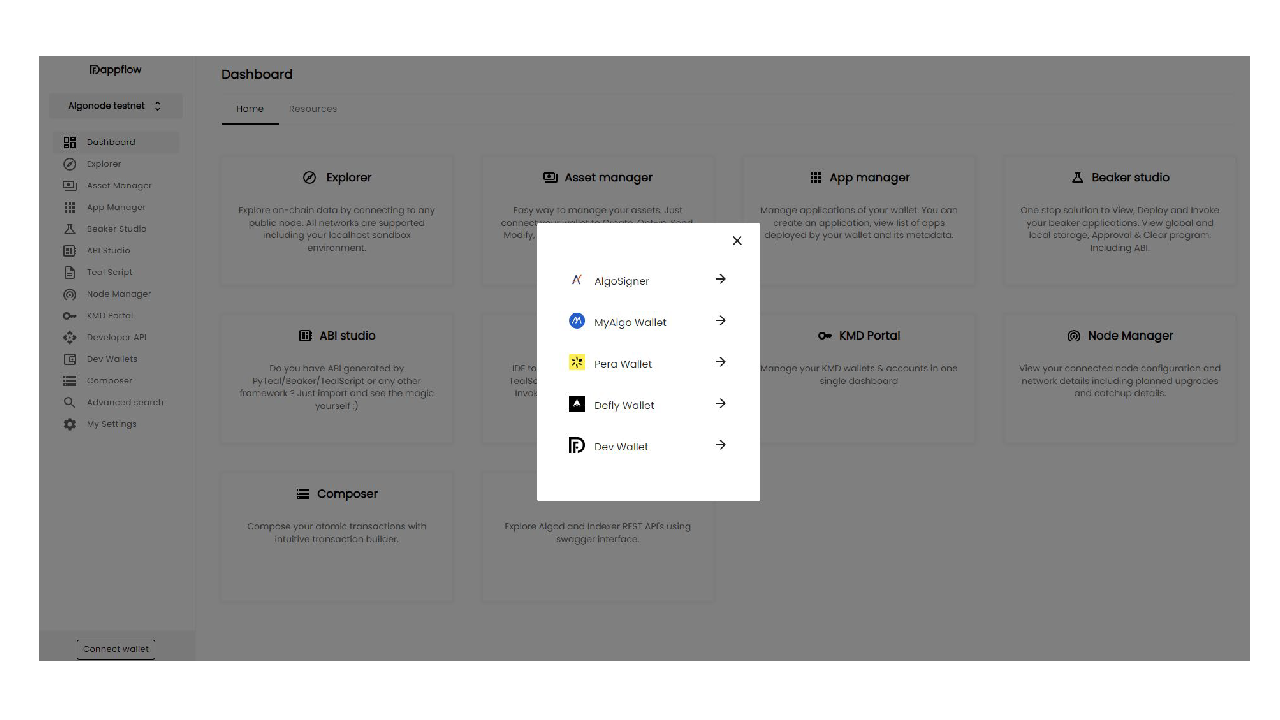 Dappflow
Algonode testnet
Dashboard
Explorer
Asset Manager
App Manager
Beaker Studio
ABI Studio
Teal Script
Node Manager
KMD Portal
Developer API
Dev Wallets
Composer
Advanced search
My Settings
Connect wallet
Dashboard
Home
Resources
Explorer
Explore on-chain data by connecting to any
public node. All networks are supported
including your localhost sandbox
environment.
Asset manager
Easy way to manage your assets. Just
connect
Modify,
App manager
Manage applications of your wallet. You can
create an application, view list of apps
deployed by your wallet and its metadata.
Beaker studio
One stop solution to View, Deploy and Invoke
your beaker applications. View global and
local storage, Approval & Clear program.
Including ABI.
ABI studio
Do you have ABI generated by
PyTeal/Beaker/TealScript or any other
framework ? Just import and see the magic
yourself :)
IDE
KMD Portal
Manage your KMD wallets & accounts in one
single dashboard
Node Manager
View your connected node configuration and
network details including planned upgrades
and catchup details.
Composer
Compose your atomic transactions with
intuitive transaction builder.
Explore Algod and Indexer REST API's using
swagger interface.
AlgoSigner
MyAlgo Wallet
Pera Wallet
Defly Wallet
Dev Wallet